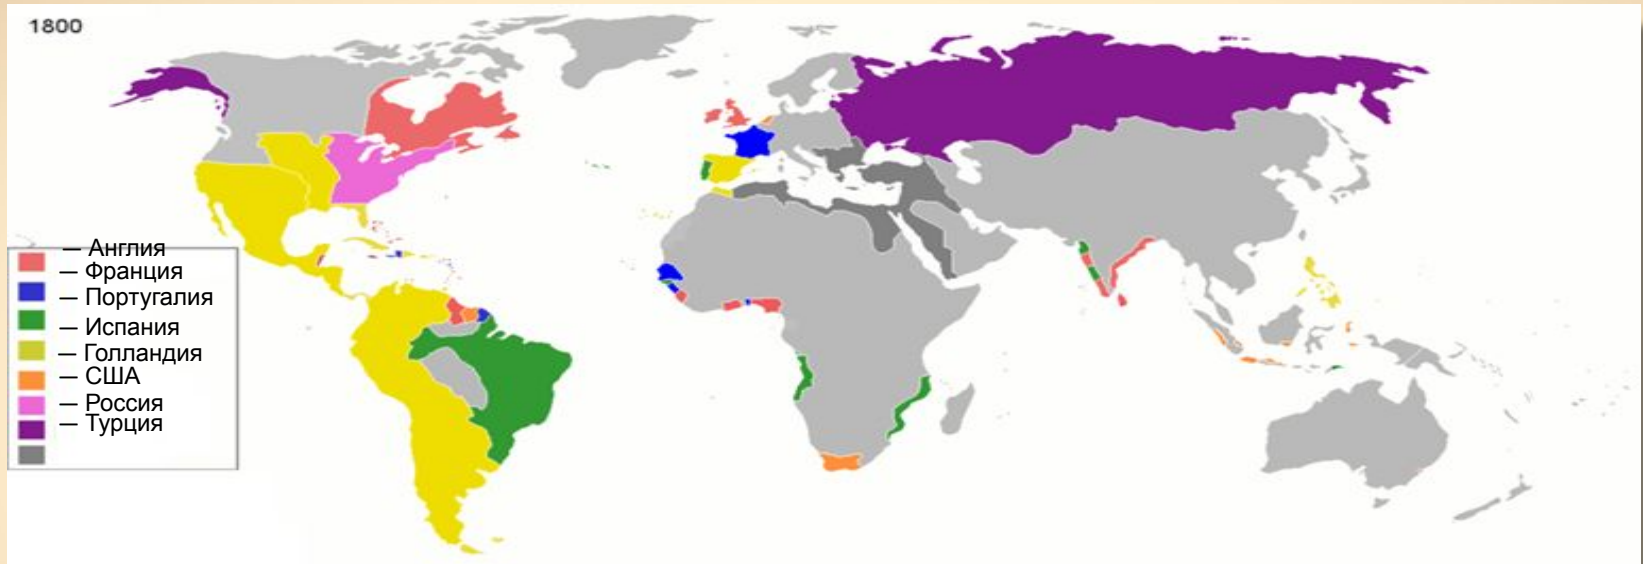 1800
— Англия
— Франция
— Португалия
— Испания
— Голландия
— США
— Россия
— Турция